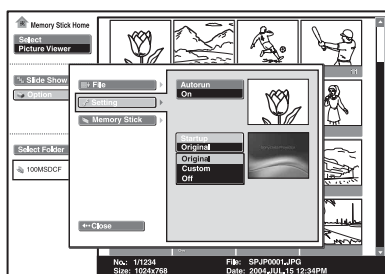 Memory Stick Home
Select
Picture Viewer
Slide Show
Option
Select Folder
100MSDCF
File
Setting
Memory Stick
Close
Autorun
On
Startup
Original
Original
Custom
Off
No.: 1/1234
Size: 1024x768
File: SPJP0001.JPG
Date: 2004.JUL.15 12:34PM